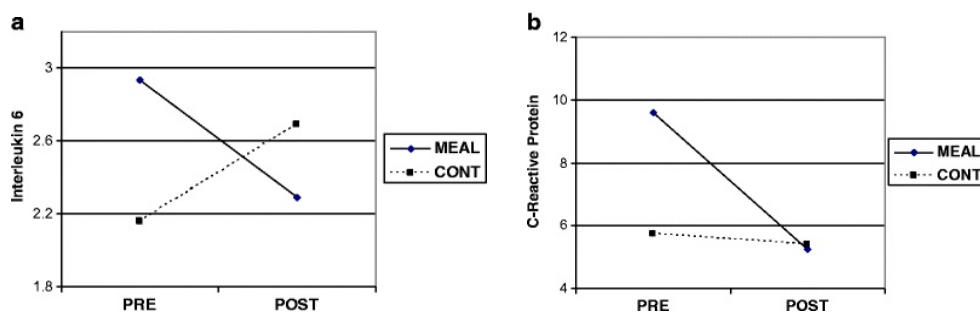 a
Interleukin 6
3
2.6
2.2
1.8
PRE
POST
MEAL
CONT
b
C-Reactive Protein
12
10
8
6
4
PRE
POST
MEAL
CONT